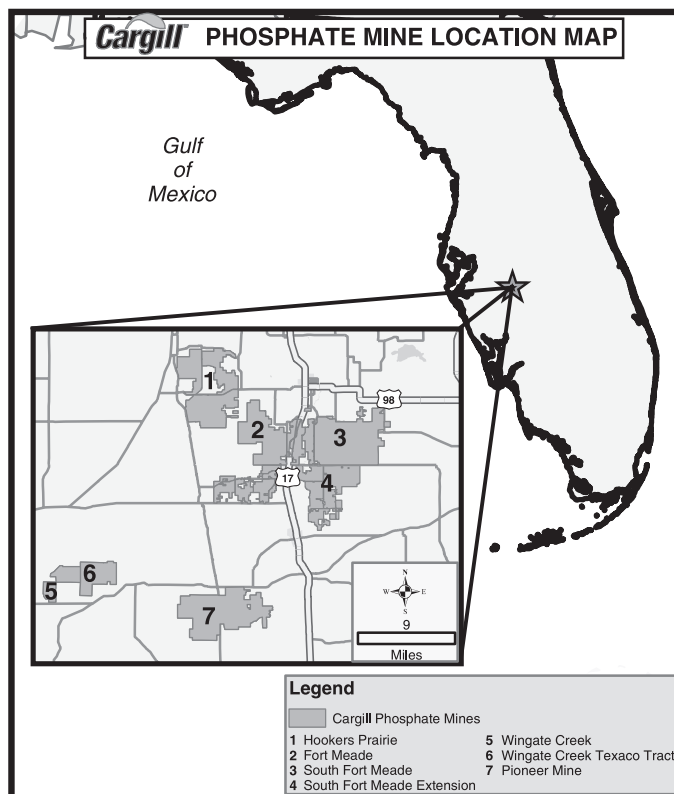 Cargill PHOSPHATE MINE LOCATION MAP
Gulf
of
Mexico
1
98
2
3
17
4
6
5
7
N
W E
S
9
Miles
Legend
Cargill Phosphate Mines
1 Hookers Prairie
2 Fort Meade
3 South Fort Meade
4 South Fort Meade Extension
5 Wingate Creek
6 Wingate Creek Texaco Tract
7 Pioneer Mine